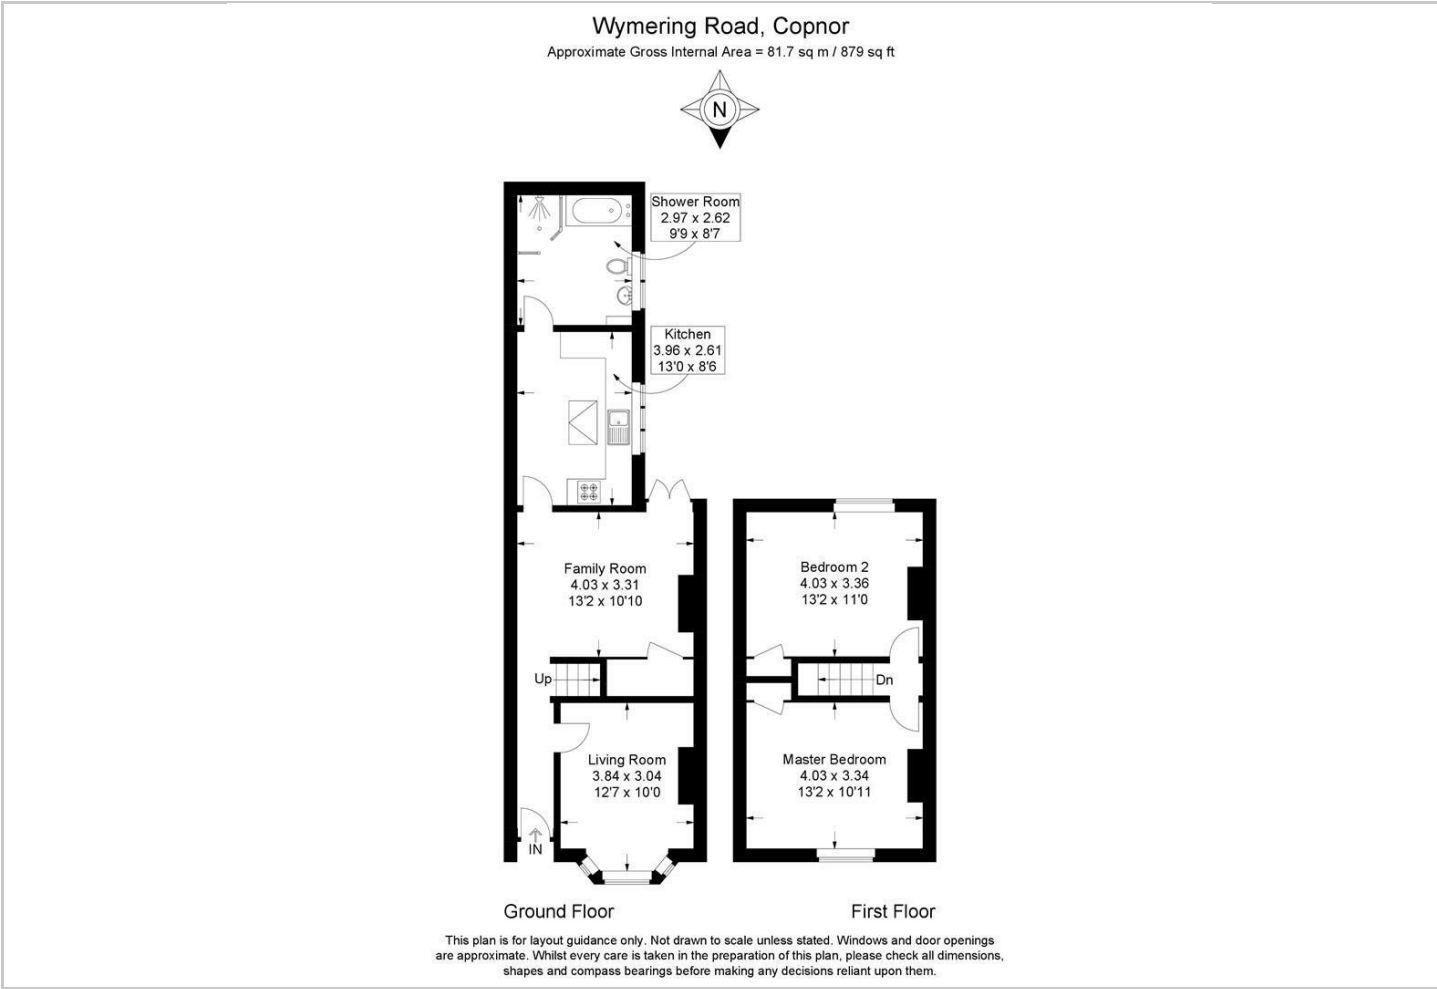 Wymering Road, Copnor
Approximate Gross Internal Area = 81.7 sq m / 879 sq ft
N
Shower Room
2.97 x 2.62
9'9 x 8'7
Kitchen
3.96 x 2.61
13'0 x 8'6
Family Room
4.03 x 3.31
13'2 x 10'10
Up
Living Room
3.84 x 3.04
12'7 x 10'0
IN
Bedroom 2
4.03 x 3.36
13'2 x 11'0
Dn
Master Bedroom
4.03 x 3.34
13'2 x 10'11
Ground Floor
First Floor
This plan is for layout guidance only. Not drawn to scale unless stated. Windows and door openings
are approximate. Whilst every care is taken in the preparation of this plan, please check all dimensions,
shapes and compass bearings before making any decisions reliant upon them.